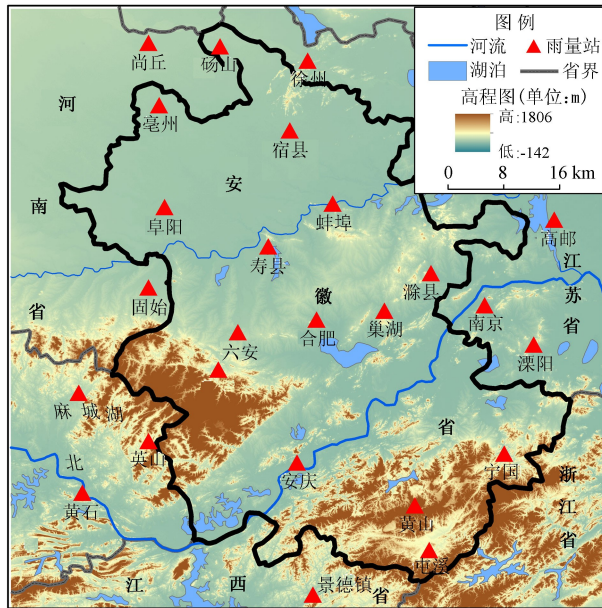 图 例
河流
雨量站
湖泊
省界
高程图(单位:m)
高:1806
低:-142
0 8 16 km
尚丘
砀山
徐州
河
亳州
宿县
安
南
阜阳
蚌埠
高邮
寿县
江
滁县
省
固始
徽
苏
合肥
巢湖
南京
省
六安
溧阳
麻城
湖
省
北
英山
安庆
宁国
浙
黄石
黄山
江
屯溪
省
江
西
景德镇
省